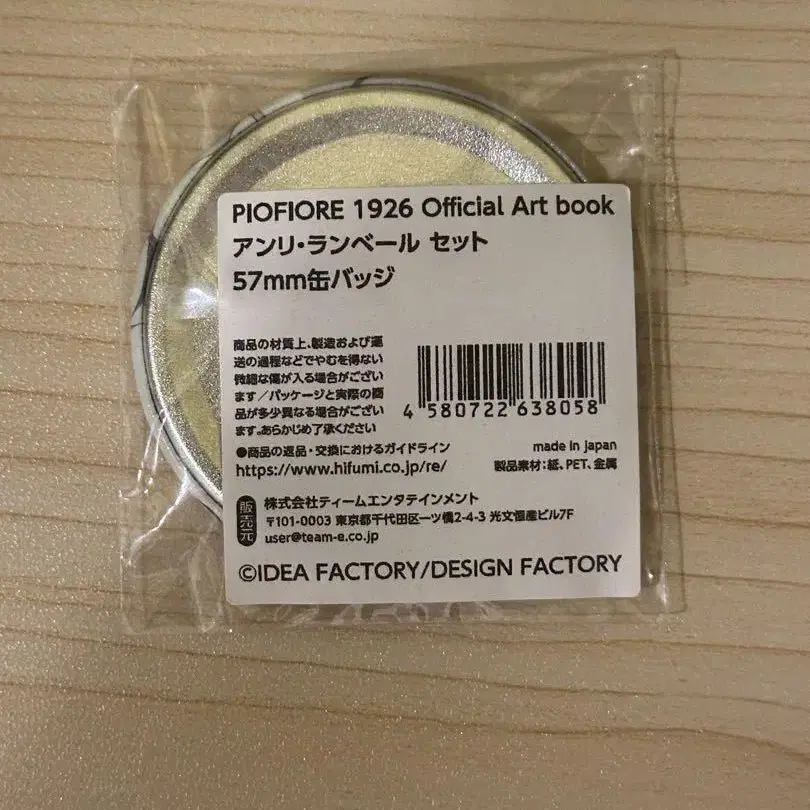 PIOFIORE 1926 Official Art book
アンリ・ランベール セット
57mm缶バッジ
商品の材質上、製造および運
送の過程などでやむを得ない
微細な傷が入る場合がござい
ます/パッケージと実際の商
品が多少異なる場合がござい
ます。あらかじめ了承ください
4 580722 638058
●商品の返品・交換におけるガイドライン
https://www.hifumi.co.jp/re/
made in japan
製品素材:紙、PET、金属
販売元
株式会社ティームエンタテインメント
〒101-0003 東京都千代田区一ツ橋2-4-3 光文恒産ビル7F
user@team-e.co.jp
©IDEA FACTORY/DESIGN FACTORY